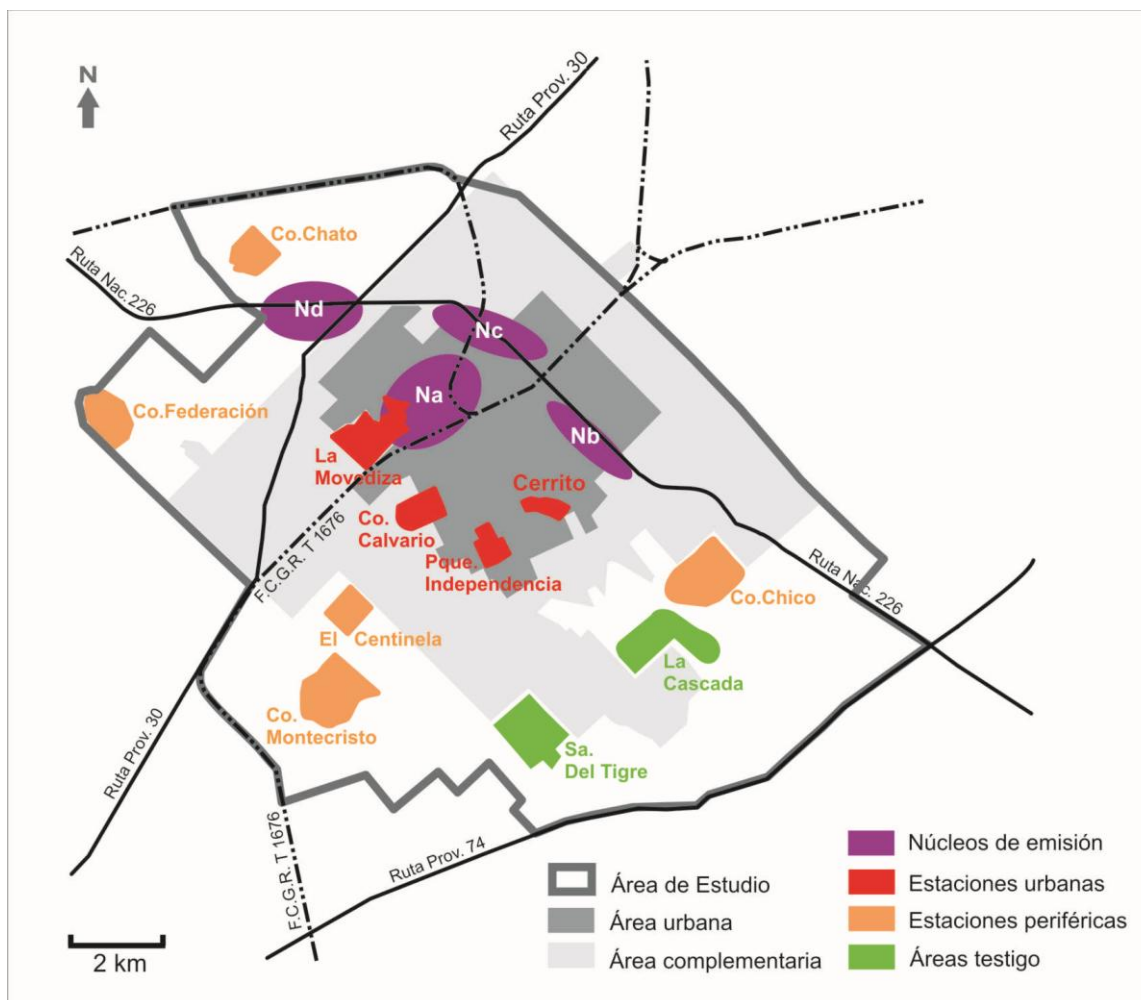 N
Ruta Prov. 30
Co.Chato
Ruta Nac. 226
Nd
Nc
Na
Co.Federación
Nb
La
Movediza
Cerrito
Co.
Calvario
Pque.
Independencia
F.C.G.R. T 1676
Ruta Nac. 226
Co.Chico
El Centinela
La
Cascada
Co.
Montecristo
Sa.
Del Tigre
Ruta Prov. 30
F.C.G.R. T 1676
Ruta Prov. 74
2 km
Área de Estudio
Área urbana
Área complementaria
Núcleos de emisión
Estaciones urbanas
Estaciones periféricas
Áreas testigo